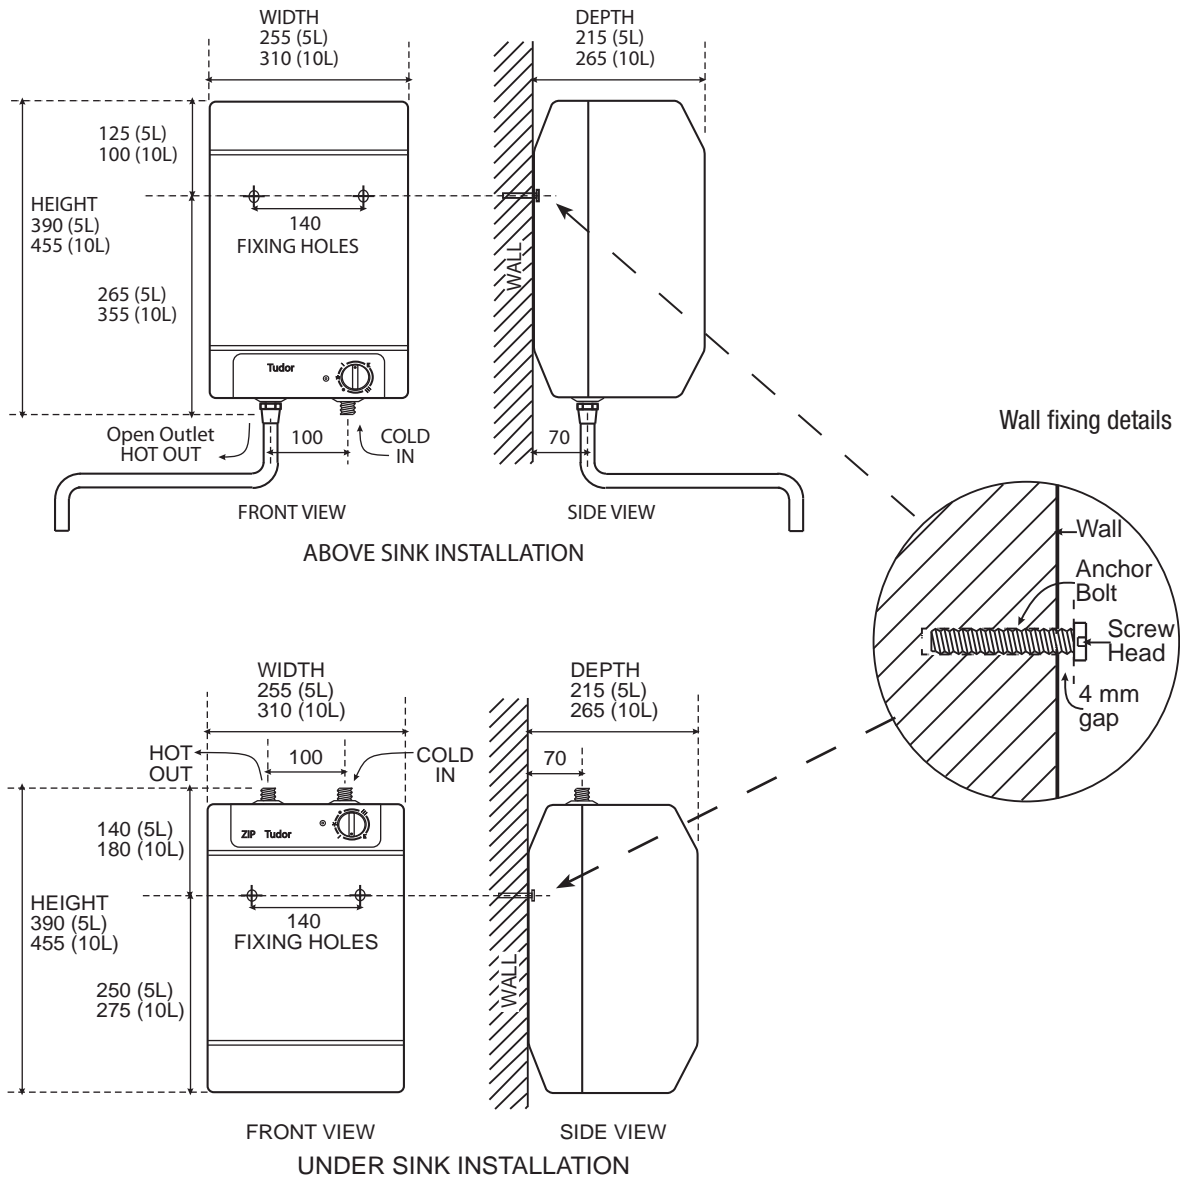 WIDTH
255 (5L)
310 (10L)
DEPTH
215 (5L)
265 (10L)
125 (5L)
100 (10L)
HEIGHT
390 (5L)
455 (10L)
140
FIXING HOLES
WALL
265 (5L)
355 (10L)
Tudor
Open Outlet
HOT OUT
100
COLD
IN
70
FRONT VIEW
SIDE VIEW
ABOVE SINK INSTALLATION
Wall fixing details
Wall
Anchor
Bolt
Screw
Head
4 mm
gap
WIDTH
255 (5L)
310 (10L)
DEPTH
215 (5L)
265 (10L)
HOT
OUT
100
COLD
IN
70
140 (5L)
180 (10L)
ZIP Tudor
HEIGHT
390 (5L)
455 (10L)
140
FIXING HOLES
WALL
250 (5L)
275 (10L)
FRONT VIEW
SIDE VIEW
UNDER SINK INSTALLATION